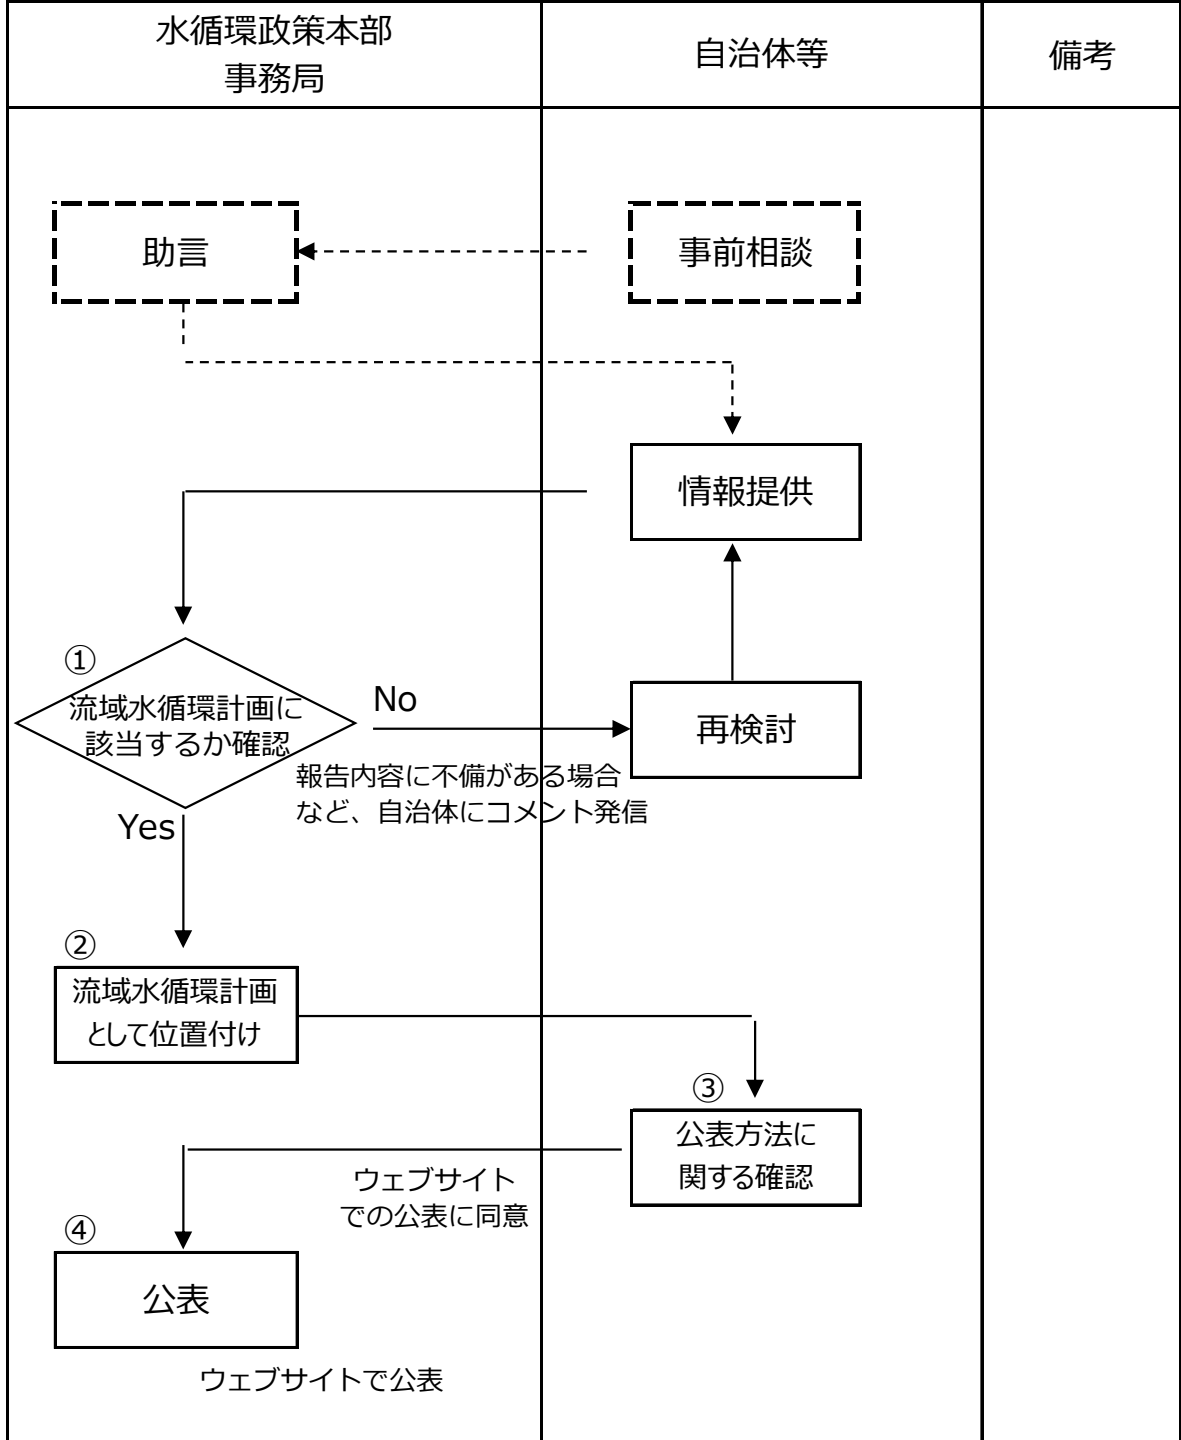 水循環政策本部
事務局
自治体等
備考
助言
事前相談
情報提供
①
流域水循環計画に
該当するか確認
No
再検討
報告内容に不備がある場合
など、自治体にコメント発信
Yes
②
流域水循環計画
として位置付け
③
公表方法に
関する確認
ウェブサイト
での公表に同意
④
公表
ウェブサイトで公表